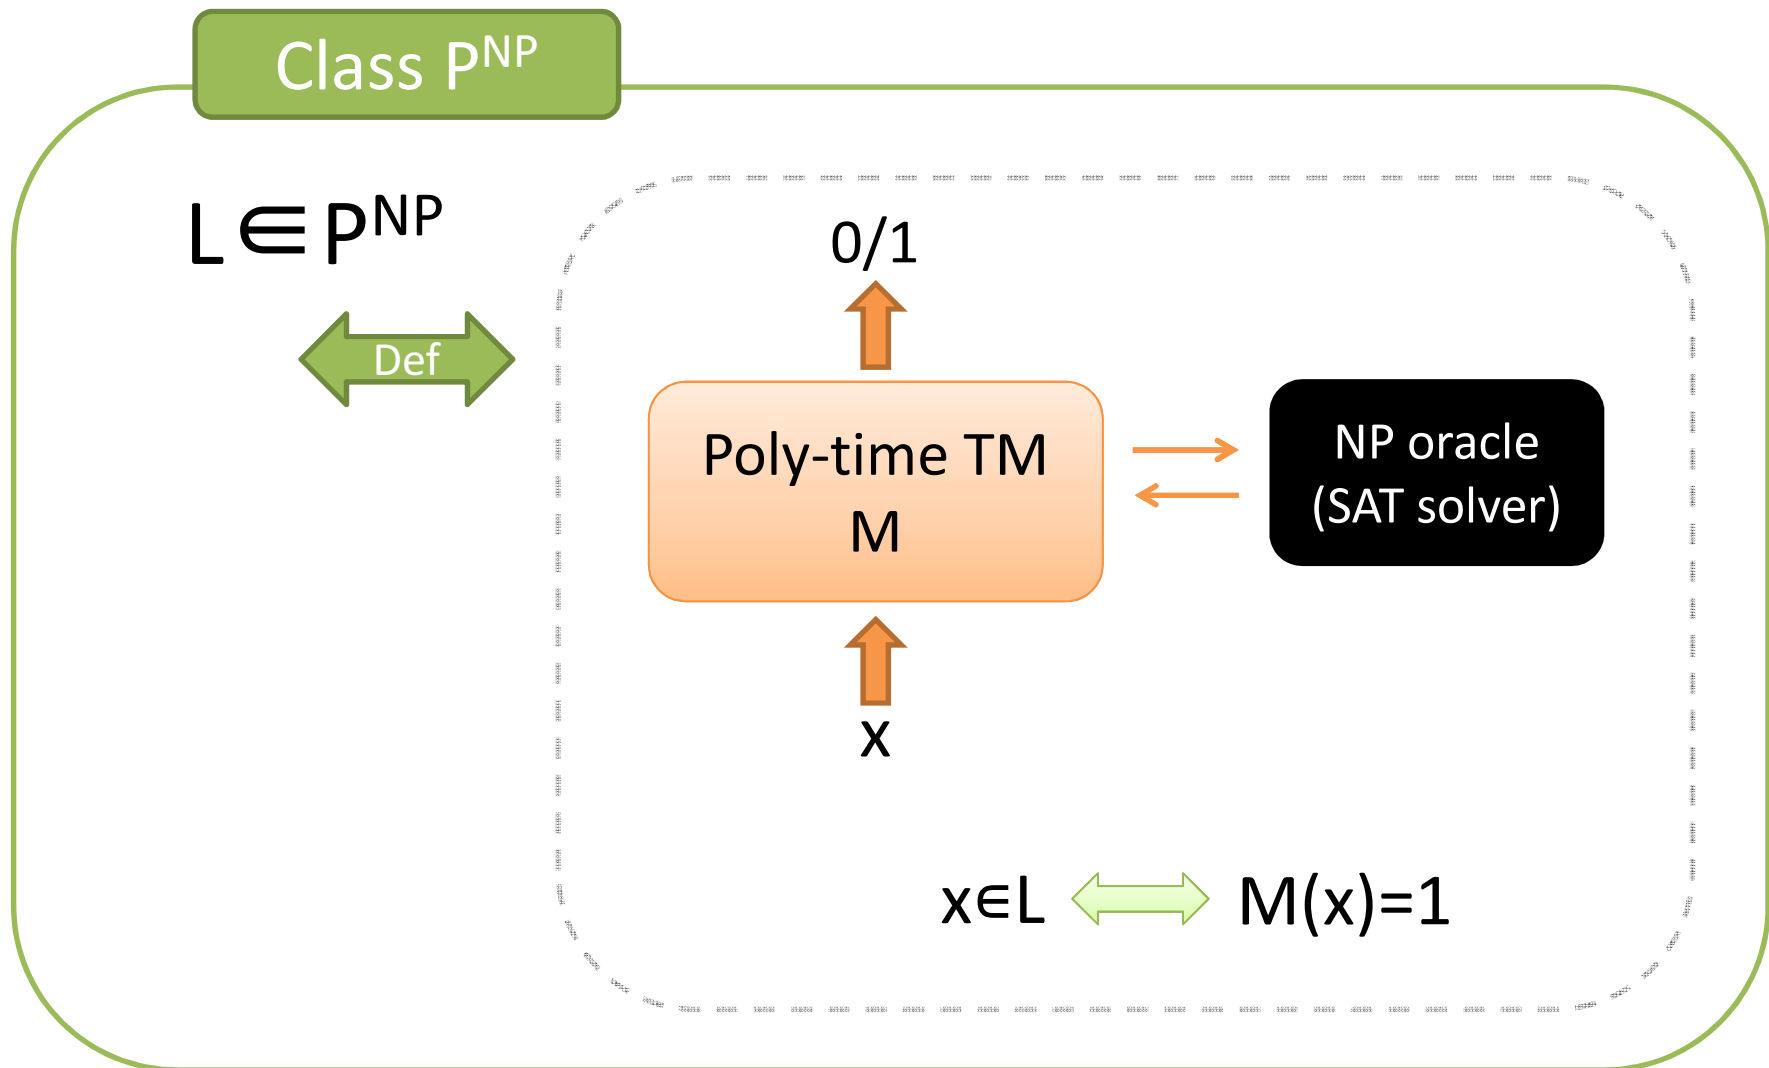 Class P^NP
L ∈ P^NP
Def
0/1
Poly-time TM
M
NP oracle
(SAT solver)
x
x∈L
M(x)=1